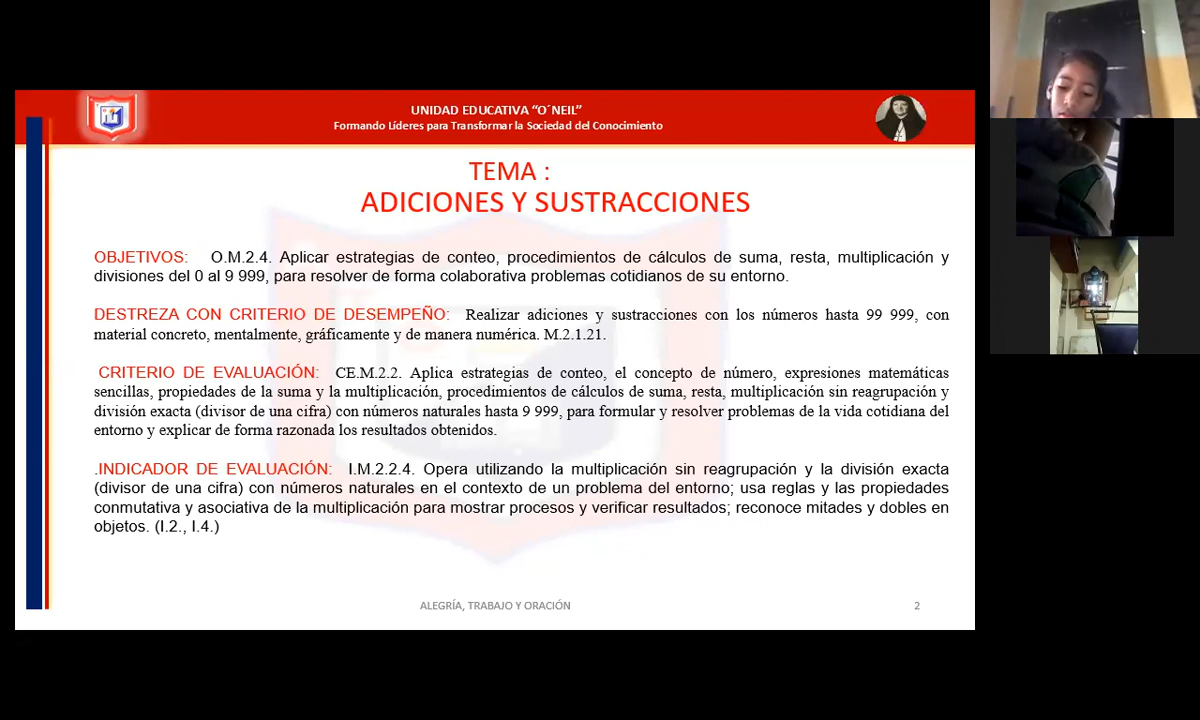 UNIDAD EDUCATIVA “O´NEIL”
Formando Líderes para Transformar la Sociedad del Conocimiento
TEMA :
ADICIONES Y SUSTRACCIONES
OBJETIVOS: O.M.2.4. Aplicar estrategias de conteo, procedimientos de cálculos de suma, resta, multiplicación y
divisiones del 0 al 9 999, para resolver de forma colaborativa problemas cotidianos de su entorno.
DESTREZA CON CRITERIO DE DESEMPEÑO: Realizar adiciones y sustracciones con los números hasta 99 999, con
material concreto, mentalmente, gráficamente y de manera numérica. M.2.1.21.
CRITERIO DE EVALUACIÓN: CE.M.2.2. Aplica estrategias de conteo, el concepto de número, expresiones matemáticas
sencillas, propiedades de la suma y la multiplicación, procedimientos de cálculos de suma, resta, multiplicación sin reagrupación y
división exacta (divisor de una cifra) con números naturales hasta 9 999, para formular y resolver problemas de la vida cotidiana del
entorno y explicar de forma razonada los resultados obtenidos.
.INDICADOR DE EVALUACIÓN: I.M.2.2.4. Opera utilizando la multiplicación sin reagrupación y la división exacta
(divisor de una cifra) con números naturales en el contexto de un problema del entorno; usa reglas y las propiedades
conmutativa y asociativa de la multiplicación para mostrar procesos y verificar resultados; reconoce mitades y dobles en
objetos. (I.2., I.4.)
ALEGRÍA, TRABAJO Y ORACIÓN
2